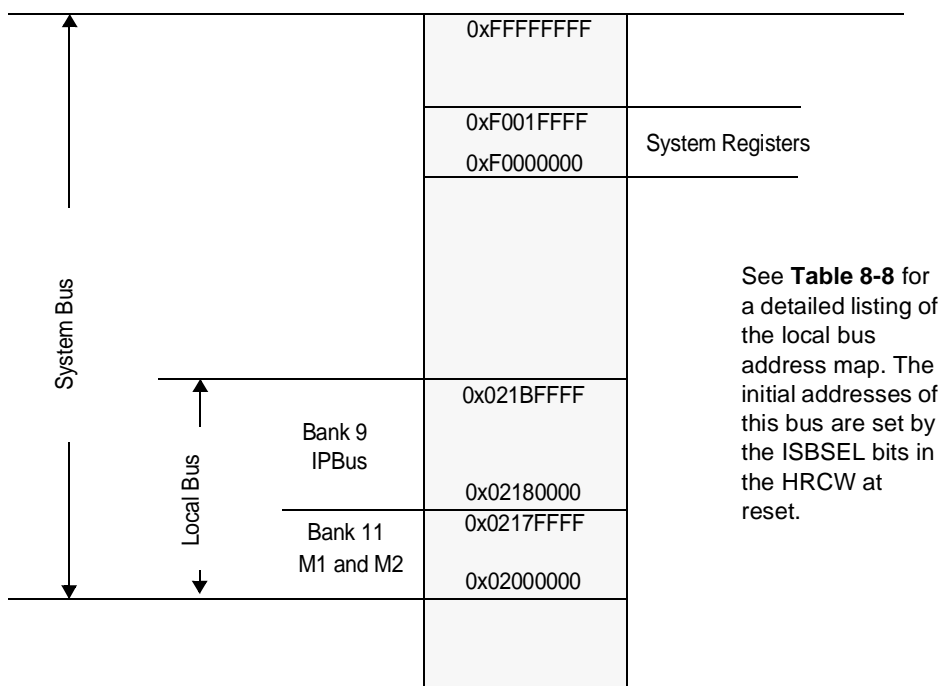 0xFFFFFFFF
0xF001FFFF
0xF0000000
System Registers
System Bus
See Table 8-8 for
a detailed listing of
the local bus
address map. The
initial addresses of
this bus are set by
the ISBSEL bits in
the HRCW at
reset.
Local Bus
Bank 9
IPBus
0x021BFFFF
0x02180000
Bank 11
M1 and M2
0x0217FFFF
0x02000000